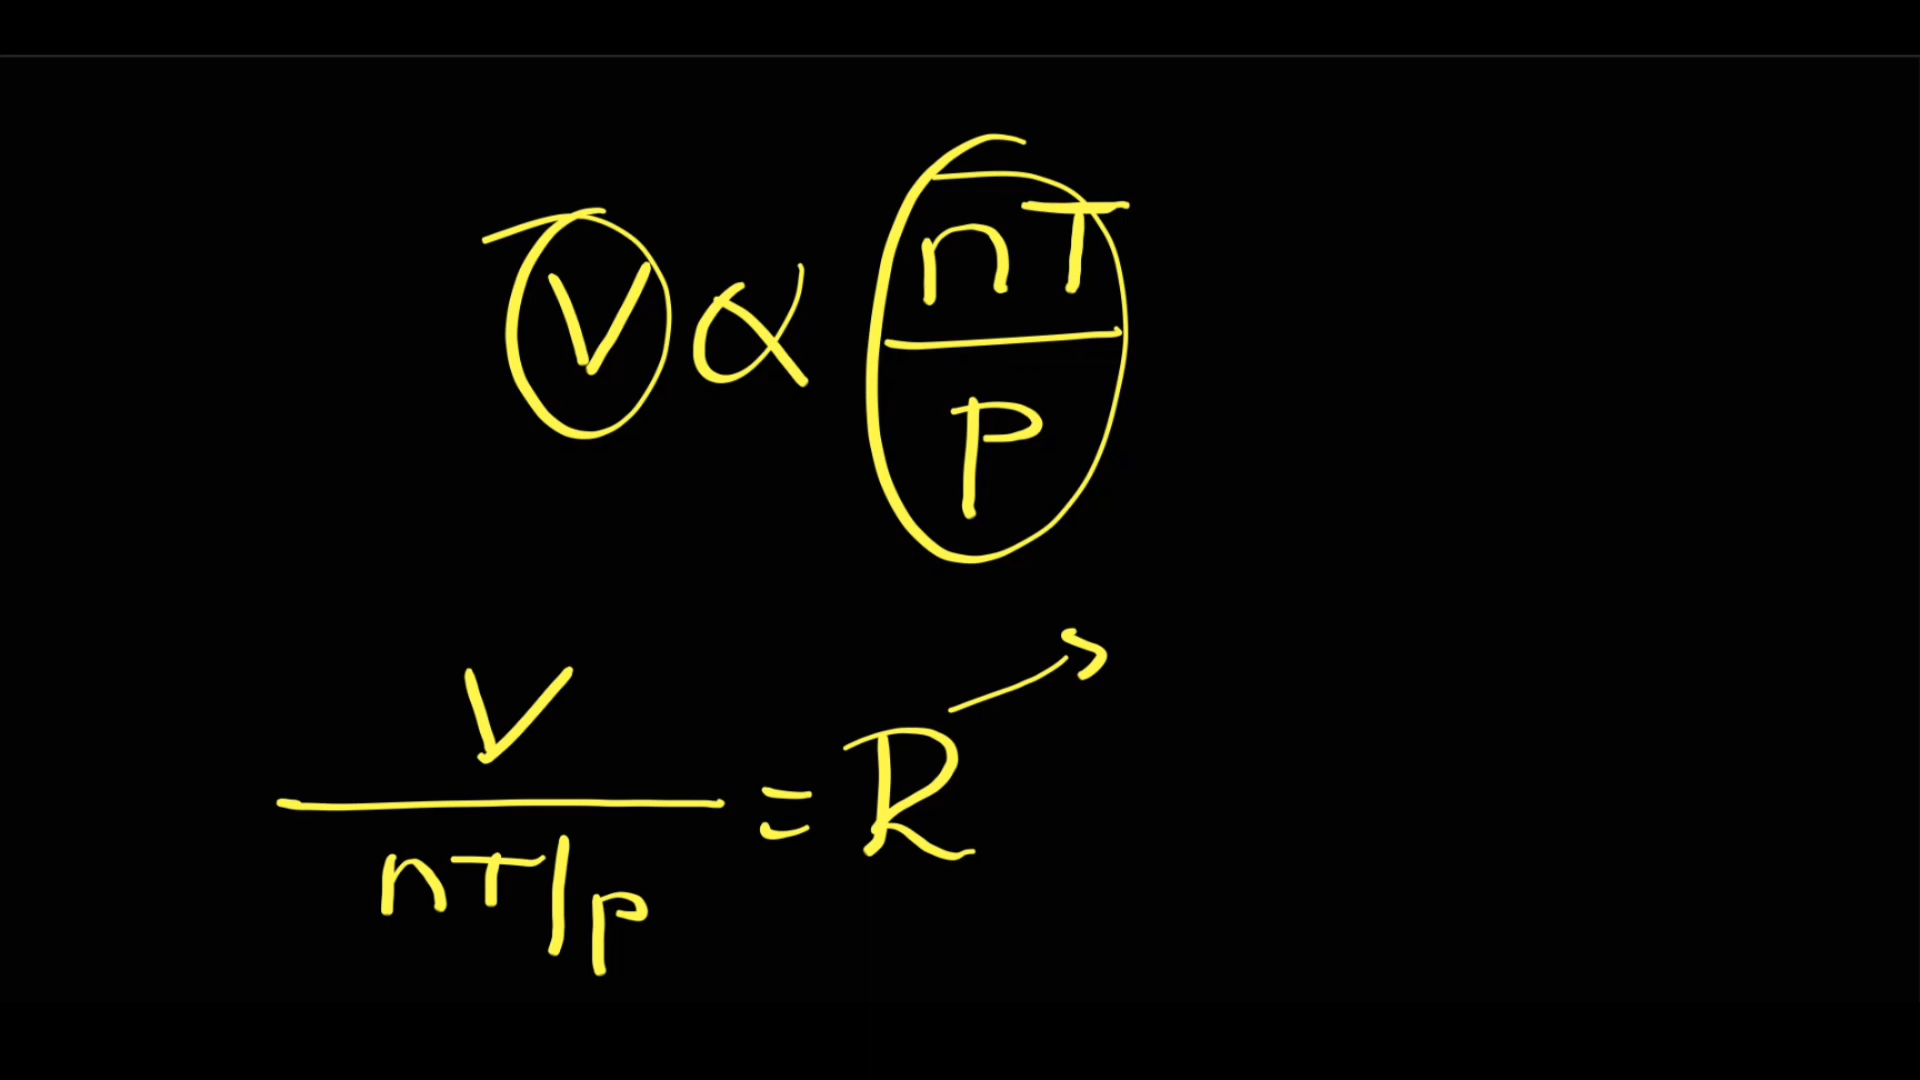 V ∝ nT/P
V/(nT/P) = R